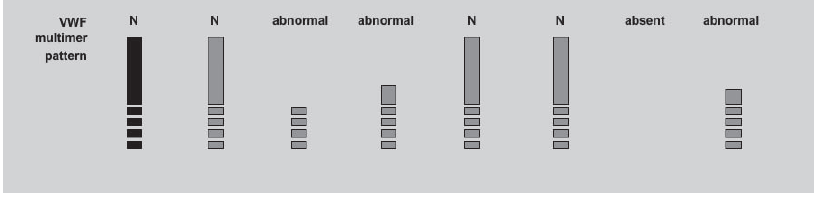 VWF N N abnormal abnormal N N absent abnormal
multimer
pattern